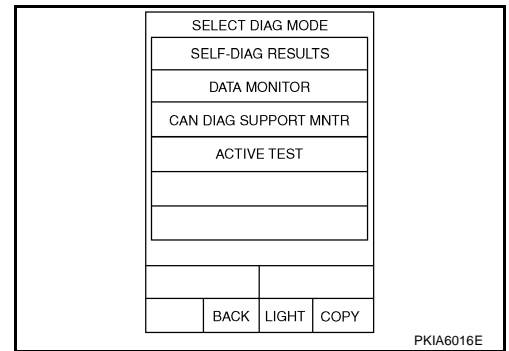 SELECT DIAG MODE
SELF-DIAG RESULTS
DATA MONITOR
CAN DIAG SUPPORT MNTR
ACTIVE TEST
BACK LIGHT COPY
PKIA6016E